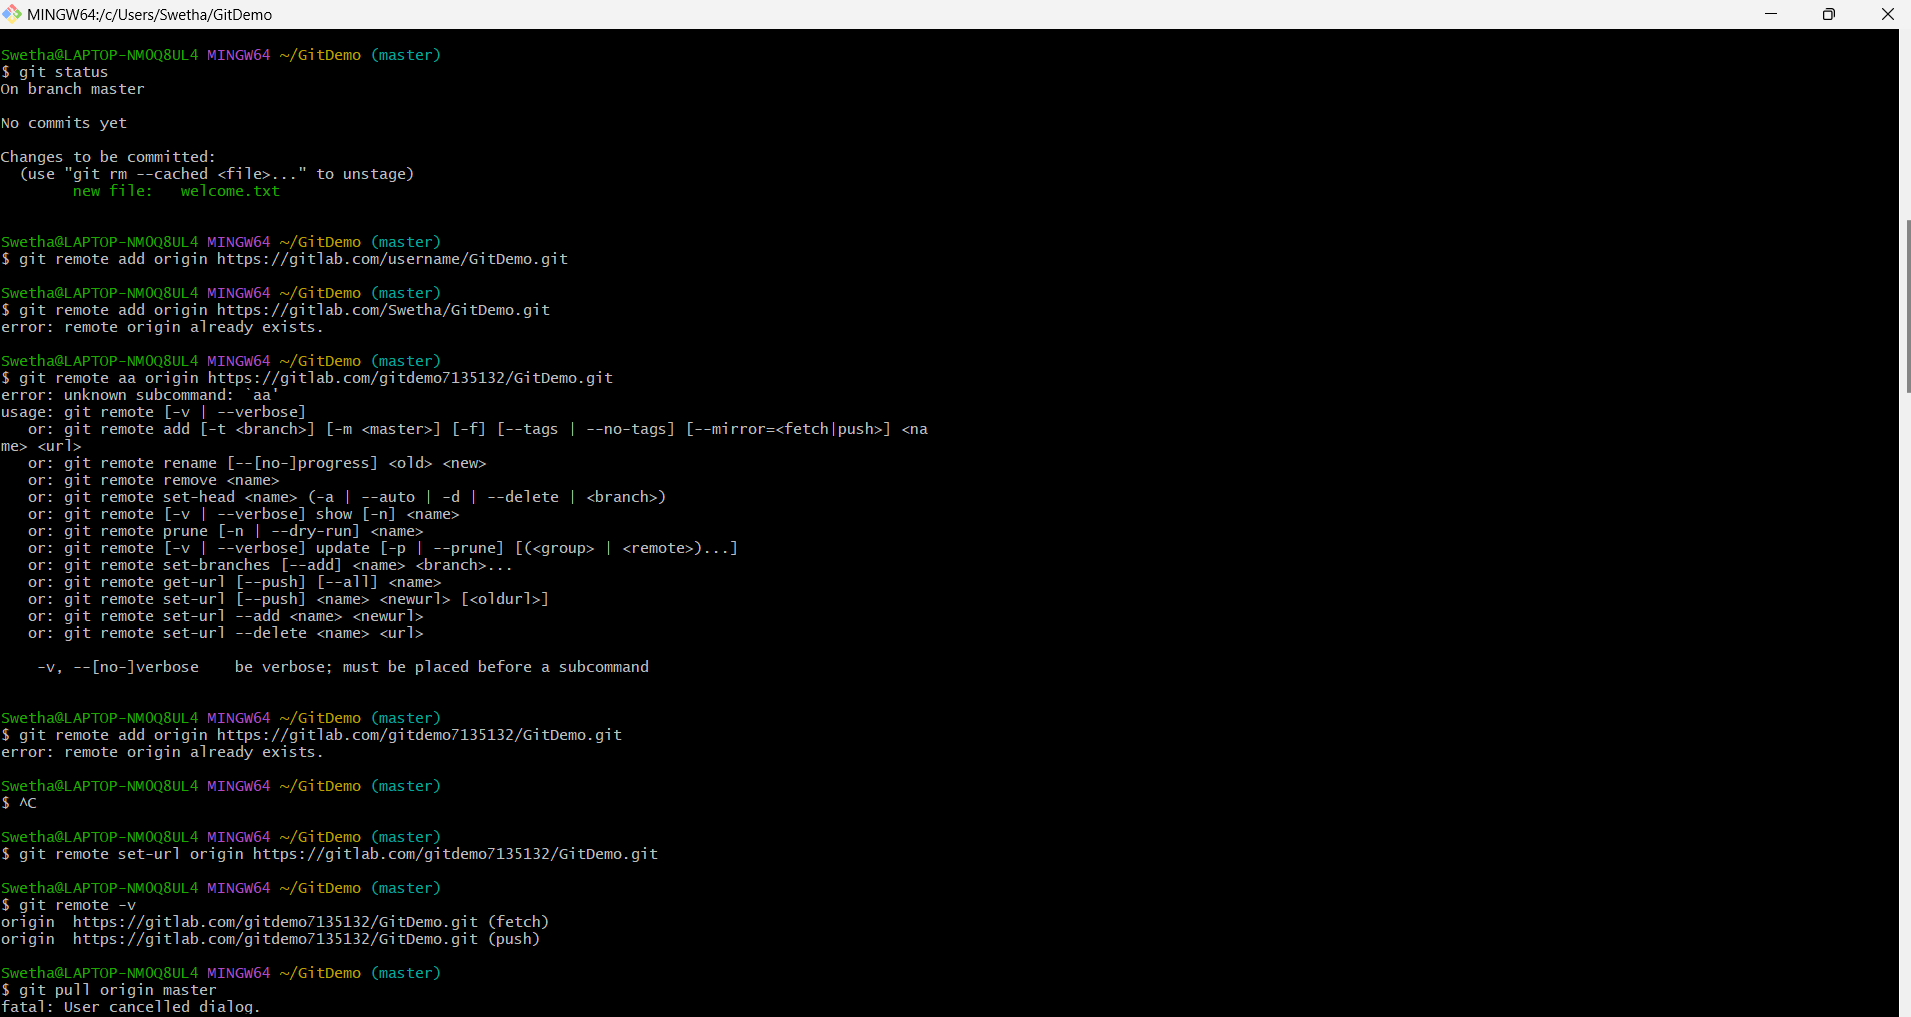 MINGW64:/c/Users/Swetha/GitDemo
Swetha@LAPTOP-NMOQ8UL4 MINGW64 ~/GitDemo (master)
$ git status
On branch master
No commits yet
Changes to be committed:
  (use "git rm --cached <file>..." to unstage)
        new file:   welcome.txt
Swetha@LAPTOP-NMOQ8UL4 MINGW64 ~/GitDemo (master)
$ git remote add origin https://gitlab.com/username/GitDemo.git
Swetha@LAPTOP-NMOQ8UL4 MINGW64 ~/GitDemo (master)
$ git remote add origin https://gitlab.com/Swetha/GitDemo.git
error: remote origin already exists.
Swetha@LAPTOP-NMOQ8UL4 MINGW64 ~/GitDemo (master)
$ git remote aa origin https://gitlab.com/gitdemo7135132/GitDemo.git
error: unknown subcommand: `aa'
usage: git remote [-v | --verbose]
   or: git remote add [-t <branch>] [-m <master>] [-f] [--tags | --no-tags] [--mirror=<fetch|push>] <na
me> <url>
   or: git remote rename [--[no-]progress] <old> <new>
   or: git remote remove <name>
   or: git remote set-head <name> (-a | --auto | -d | --delete | <branch>)
   or: git remote [-v | --verbose] show [-n] <name>
   or: git remote prune [-n | --dry-run] <name>
   or: git remote [-v | --verbose] update [-p | --prune] [(<group> | <remote>)...]
   or: git remote set-branches [--add] <name> <branch>...
   or: git remote get-url [--push] [--all] <name>
   or: git remote set-url [--push] <name> <newurl> [<oldurl>]
   or: git remote set-url --add <name> <newurl>
   or: git remote set-url --delete <name> <url>
    -v, --[no-]verbose    be verbose; must be placed before a subcommand
Swetha@LAPTOP-NMOQ8UL4 MINGW64 ~/GitDemo (master)
$ git remote add origin https://gitlab.com/gitdemo7135132/GitDemo.git
error: remote origin already exists.
Swetha@LAPTOP-NMOQ8UL4 MINGW64 ~/GitDemo (master)
$ ^C
Swetha@LAPTOP-NMOQ8UL4 MINGW64 ~/GitDemo (master)
$ git remote set-url origin https://gitlab.com/gitdemo7135132/GitDemo.git
Swetha@LAPTOP-NMOQ8UL4 MINGW64 ~/GitDemo (master)
$ git remote -v
origin  https://gitlab.com/gitdemo7135132/GitDemo.git (fetch)
origin  https://gitlab.com/gitdemo7135132/GitDemo.git (push)
Swetha@LAPTOP-NMOQ8UL4 MINGW64 ~/GitDemo (master)
$ git pull origin master
fatal: User cancelled dialog.